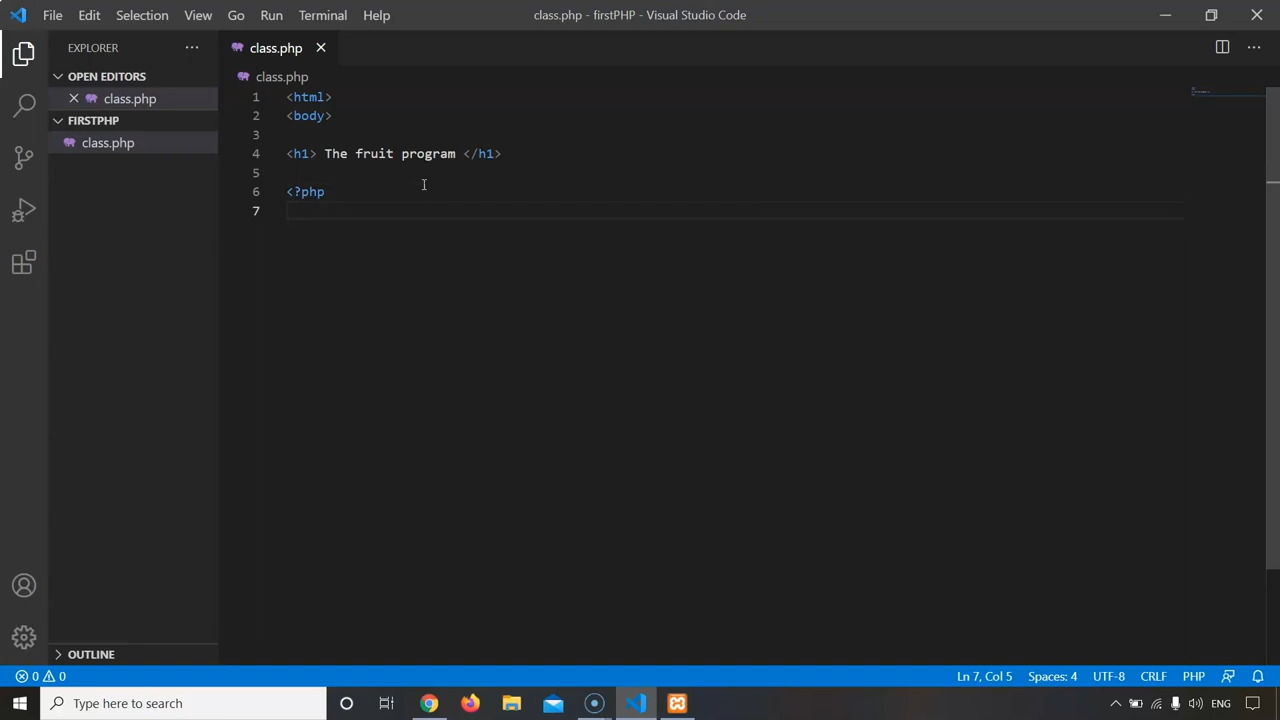 File Edit Selection View Go Run Terminal Help class.php - firstPHP - Visual Studio Code
EXPLORER
OPEN EDITORS
class.php
FIRSTPHP
class.php
class.php
class.php
1 <html>
2 <body>
3
4 <h1> The fruit program </h1>
5
6 <?php
7
OUTLINE
0 0 Ln 7, Col 5 Spaces: 4 UTF-8 CRLF PHP
Type here to search ENG